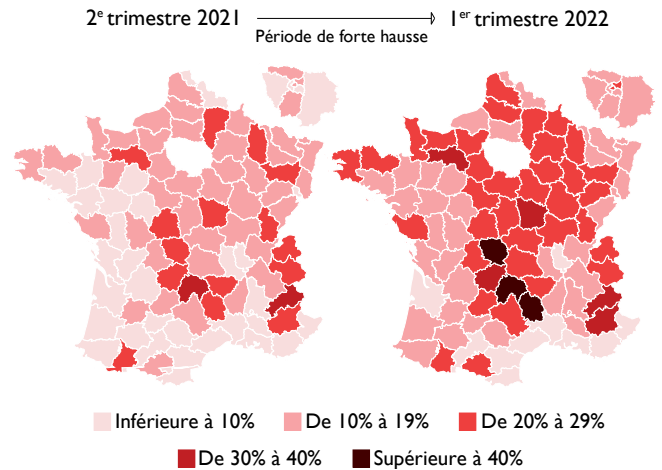 2e trimestre 2021
1er trimestre 2022
Période de forte hausse
Inférieure à 10%
De 10% à 19%
De 20% à 29%
De 30% à 40%
Supérieure à 40%